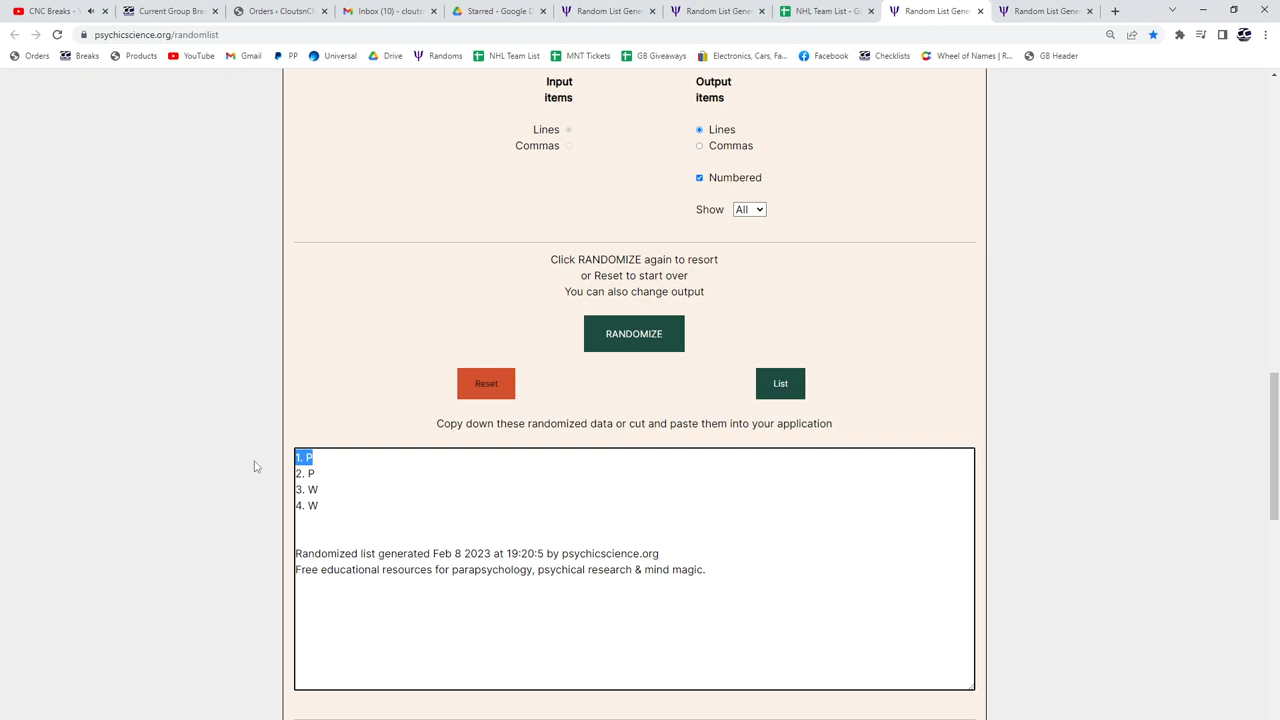 CNC Breaks -
Current Group Bre
Orders ‹ CloutsnCh
Inbox (10) - clouts
Starred - Google D
Random List Gene
Random List Gene
NHL Team List - Go
Random List Gene
Random List Gene
psychicscience.org/randomlist
Orders
Breaks
Products
YouTube
Gmail
PP
Universal
Drive
Randoms
NHL Team List
MNT Tickets
GB Giveaways
Electronics, Cars, Fa...
Facebook
Checklists
Wheel of Names | R...
GB Header
Input
items
Output
items
Lines
Commas
Lines
Commas
Numbered
Show All
Click RANDOMIZE again to resort
or Reset to start over
You can also change output
RANDOMIZE
Reset
List
Copy down these randomized data or cut and paste them into your application
1. P
2. P
3. W
4. W
Randomized list generated Feb 8 2023 at 19:20:5 by psychicscience.org
Free educational resources for parapsychology, psychical research & mind magic.